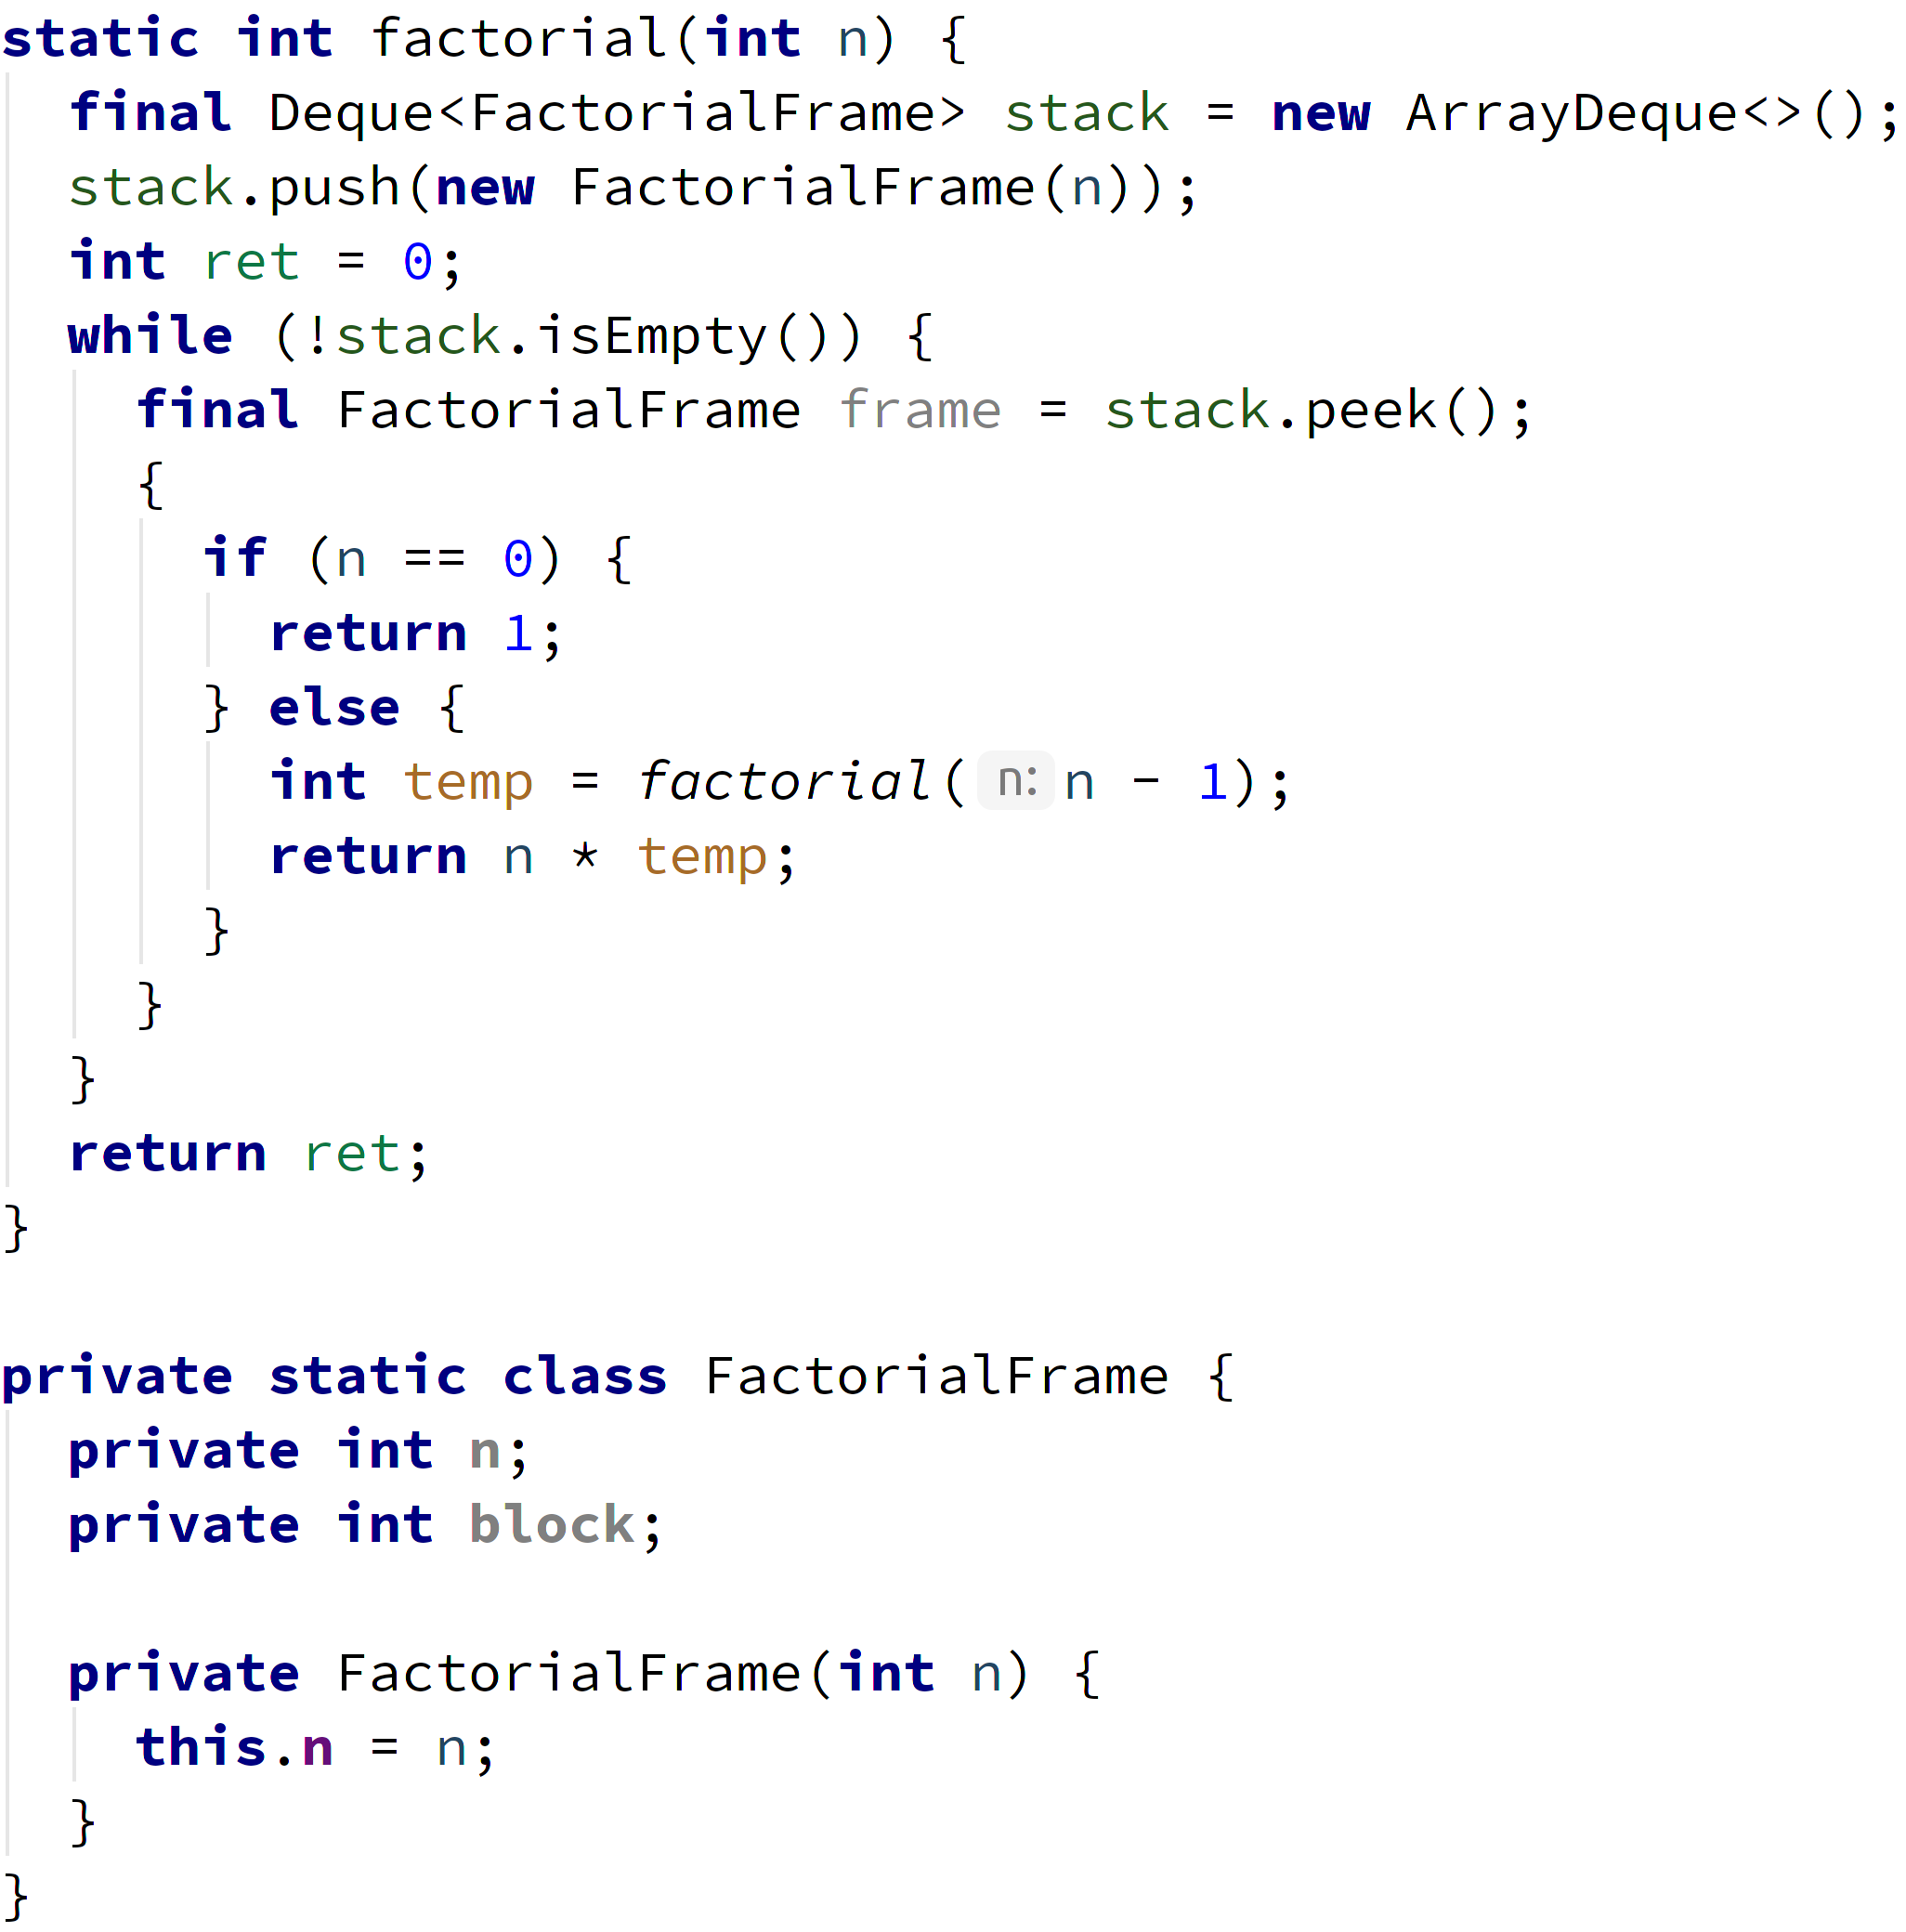 static int factorial(int n) {
  final Deque<FactorialFrame> stack = new ArrayDeque<>();
  stack.push(new FactorialFrame(n));
  int ret = 0;
  while (!stack.isEmpty()) {
    final FactorialFrame frame = stack.peek();
    {
      if (n == 0) {
        return 1;
      } else {
        int temp = factorial( n: n - 1);
        return n * temp;
      }
    }
  }
  return ret;
}

private static class FactorialFrame {
  private int n;
  private int block;

  private FactorialFrame(int n) {
    this.n = n;
  }
}